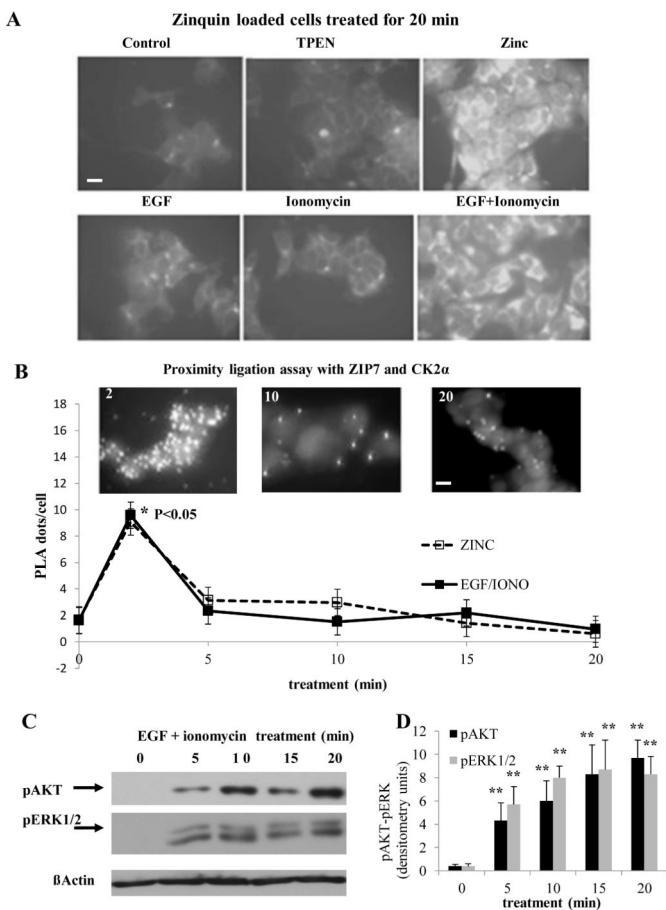 A
Zinquin loaded cells treated for 20 min
Control TPEN Zinc
EGF Ionomycin EGF+Ionomycin
B
Proximity ligation assay with ZIP7 and CK2α
2 10 20
18
16
14
12
10
8
6
4
2
0
-2
PLA dots/cell
* P<0.05
ZINC
EGF/IONO
0 5 10 15 20
treatment (min)
C
EGF + ionomycin treatment (min)
0 5 10 15 20
pAKT
pERK1/2
ßActin
D
pAKT
pERK1/2
12
10
8
6
4
2
0
pAKT-pERK
(densitometry units)
** ** ** ** ** ** ** **
0 5 10 15 20
treatment (min)